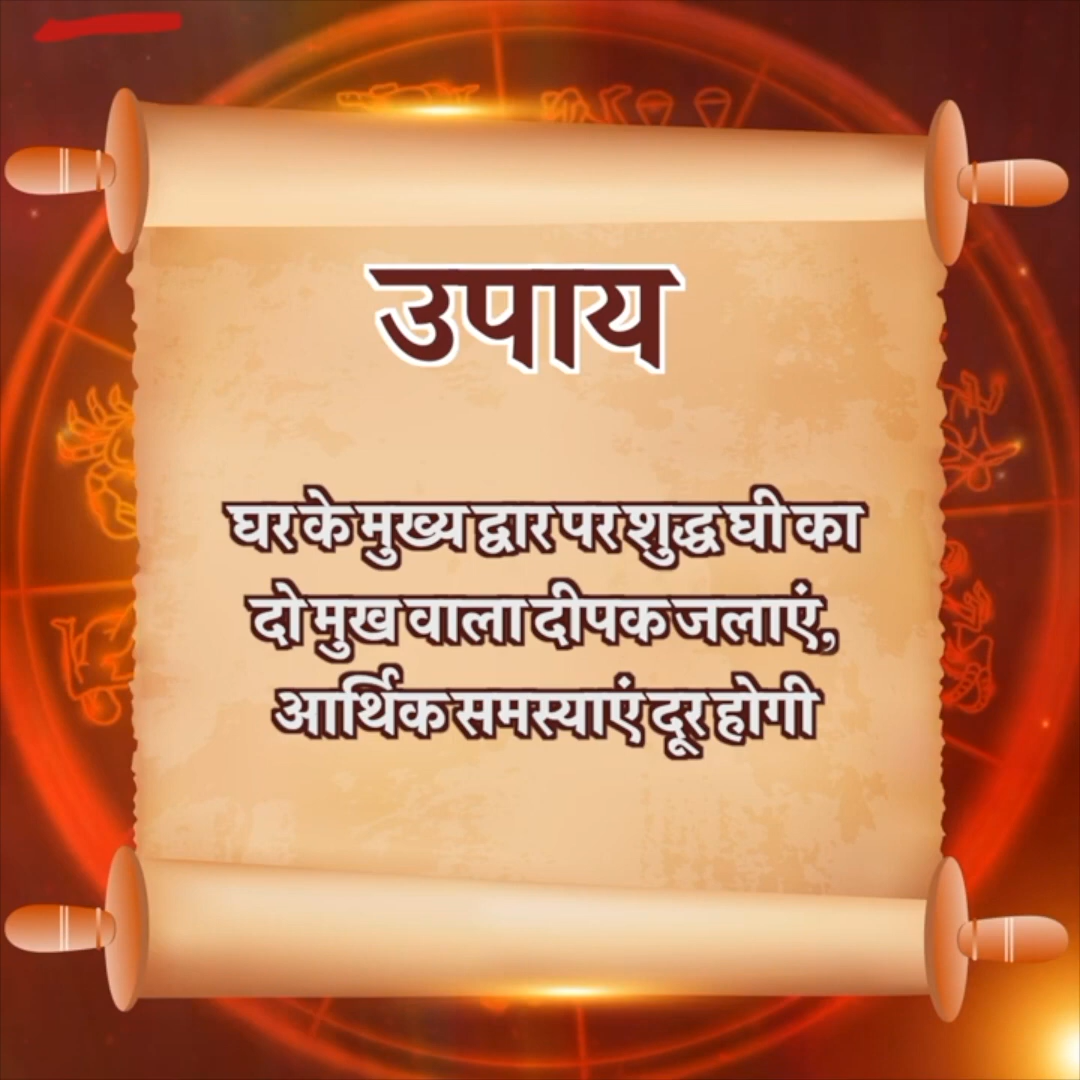 उपाय
घर के मुख्य द्वार पर शुद्ध घी का
दो मुख वाला दीपक जलाएं,
आर्थिक समस्याएं दूर होगी